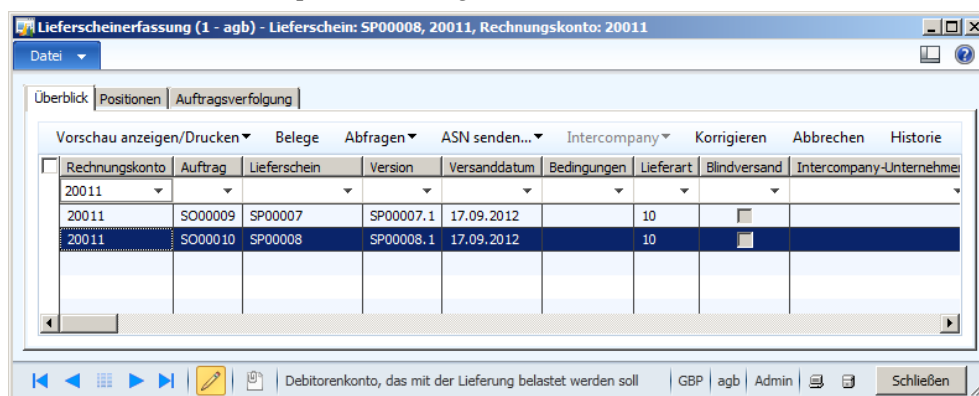 Lieferscheinerfassung (1 - agb) - Lieferschein: SP00008, 20011, Rechnungskonto: 20011
Datei
Überblick Positionen Auftragsverfolgung
Vorschau anzeigen/Drucken Belege Abfragen ASN senden... Intercompany Korrigieren Abbrechen Historie
Rechnungskonto Auftrag Lieferschein Version Versanddatum Bedingungen Lieferart Blindversand Intercompany-Unternehmen
20011
20011 SO00009 SP00007 SP00007.1 17.09.2012 10
20011 SO00010 SP00008 SP00008.1 17.09.2012 10
Debitorenkonto, das mit der Lieferung belastet werden soll GBP agb Admin Schließen